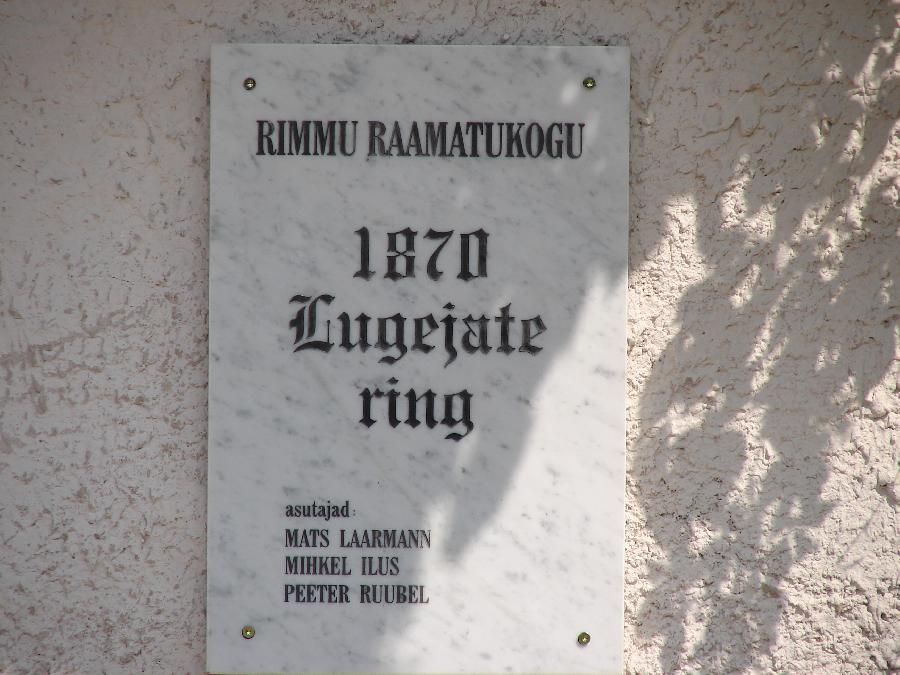 RIMMU RAAMATUKOGU
1870
Lugejate
ring
asutajad:
MATS LAARMANN
MIHKEL ILUS
PEETER RUUBEL